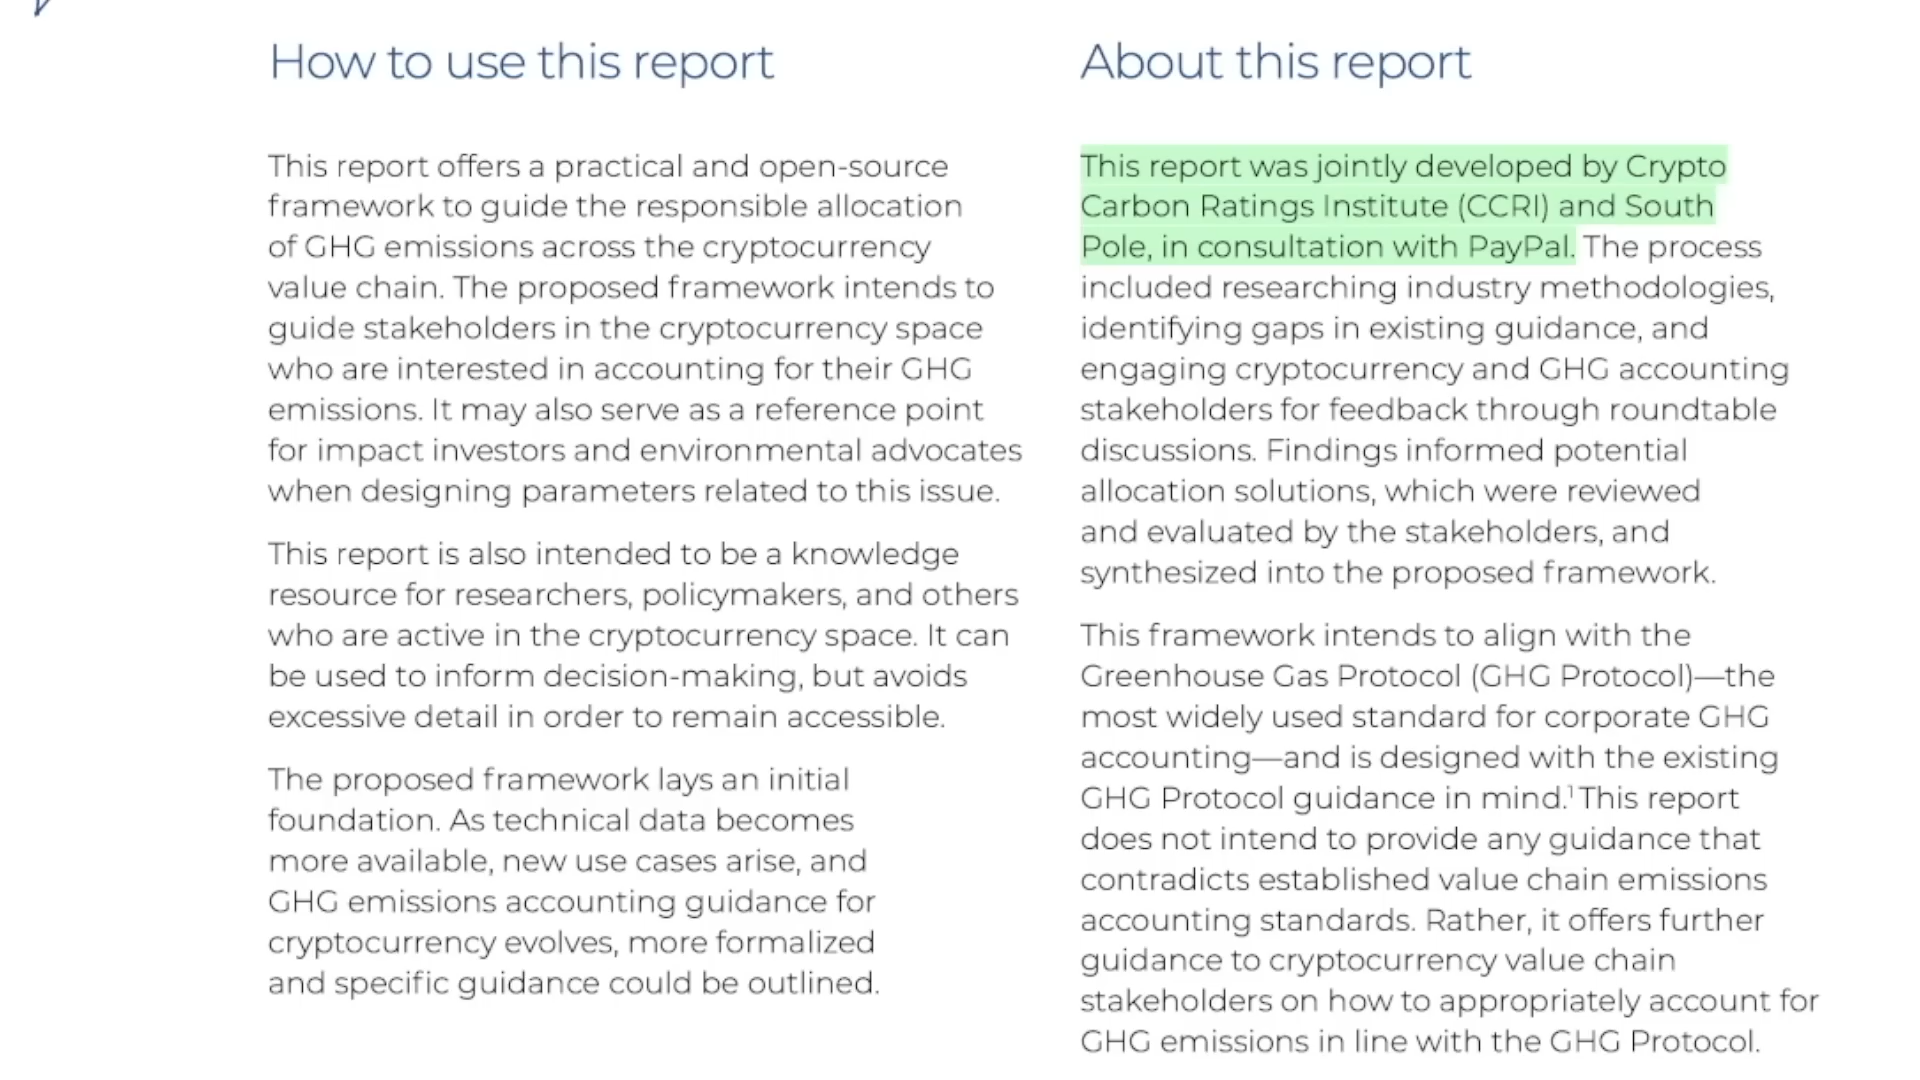 How to use this report
This report offers a practical and open-source
framework to guide the responsible allocation
of GHG emissions across the cryptocurrency
value chain. The proposed framework intends to
guide stakeholders in the cryptocurrency space
who are interested in accounting for their GHG
emissions. It may also serve as a reference point
for impact investors and environmental advocates
when designing parameters related to this issue.
This report is also intended to be a knowledge
resource for researchers, policymakers, and others
who are active in the cryptocurrency space. It can
be used to inform decision-making, but avoids
excessive detail in order to remain accessible.
The proposed framework lays an initial
foundation. As technical data becomes
more available, new use cases arise, and
GHG emissions accounting guidance for
cryptocurrency evolves, more formalized
and specific guidance could be outlined.
About this report
This report was jointly developed by Crypto
Carbon Ratings Institute (CCRI) and South
Pole, in consultation with PayPal. The process
included researching industry methodologies,
identifying gaps in existing guidance, and
engaging cryptocurrency and GHG accounting
stakeholders for feedback through roundtable
discussions. Findings informed potential
allocation solutions, which were reviewed
and evaluated by the stakeholders, and
synthesized into the proposed framework.
This framework intends to align with the
Greenhouse Gas Protocol (GHG Protocol)—the
most widely used standard for corporate GHG
accounting—and is designed with the existing
GHG Protocol guidance in mind.¹ This report
does not intend to provide any guidance that
contradicts established value chain emissions
accounting standards. Rather, it offers further
guidance to cryptocurrency value chain
stakeholders on how to appropriately account for
GHG emissions in line with the GHG Protocol.